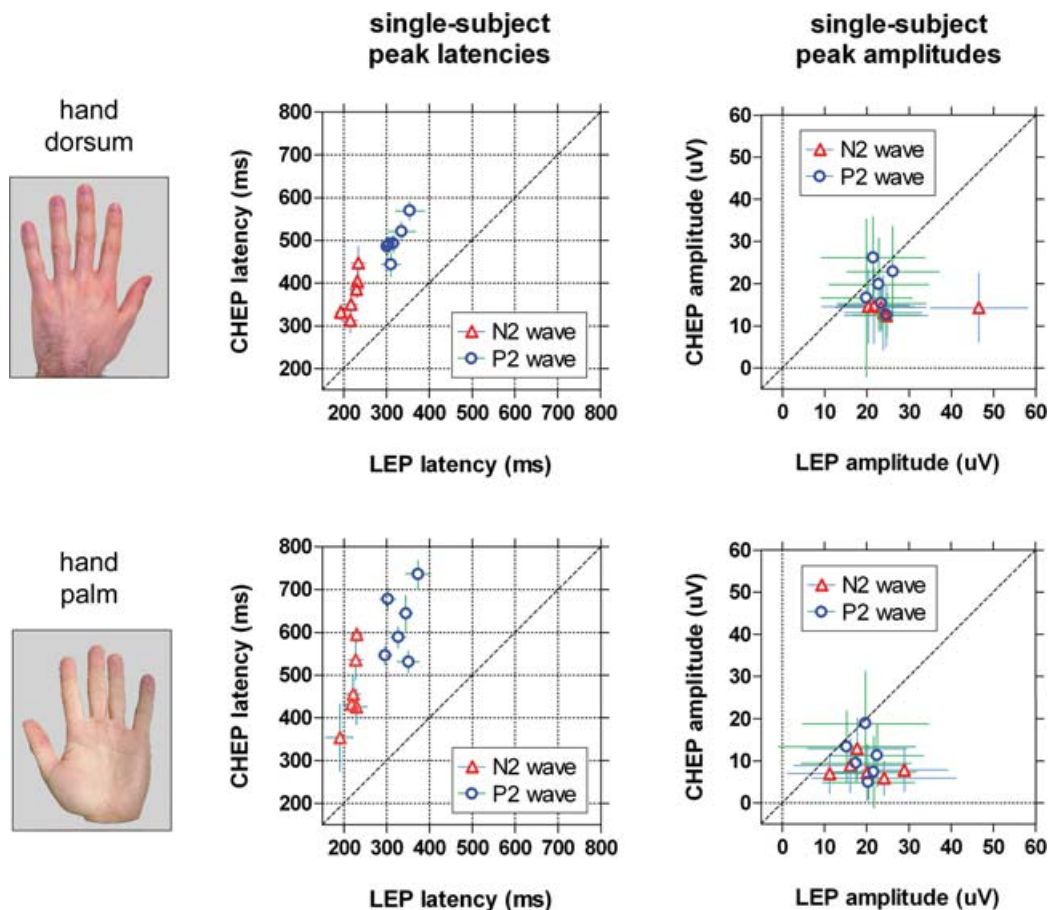 single-subject
peak latencies
single-subject
peak amplitudes
hand
dorsum
CHEP latency (ms)
800
700
600
500
400
300
200
N2 wave
P2 wave
200 300 400 500 600 700 800
LEP latency (ms)
CHEP amplitude (uV)
60
50
40
30
20
10
0
N2 wave
P2 wave
0 10 20 30 40 50 60
LEP amplitude (uV)
hand
palm
CHEP latency (ms)
800
700
600
500
400
300
200
N2 wave
P2 wave
200 300 400 500 600 700 800
LEP latency (ms)
CHEP amplitude (uV)
60
50
40
30
20
10
0
N2 wave
P2 wave
0 10 20 30 40 50 60
LEP amplitude (uV)